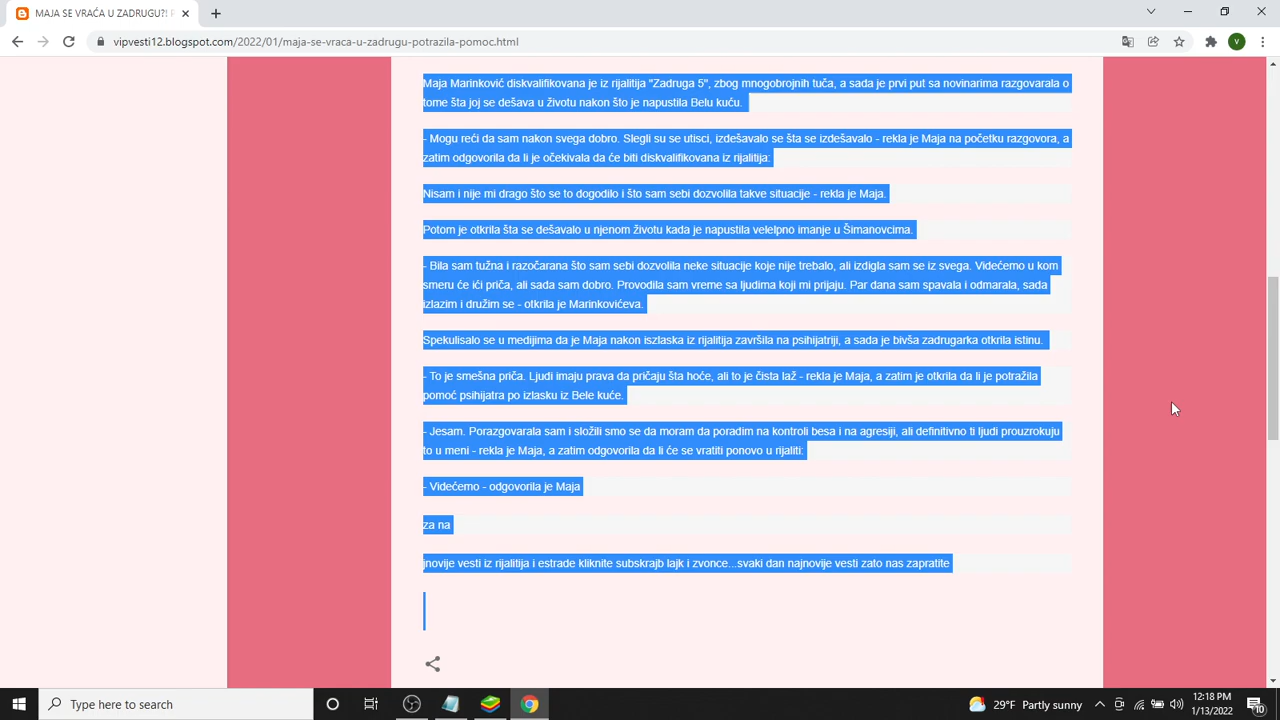 MAJA SE VRAĆA U ZADRUGU?! P
vipvesti12.blogspot.com/2022/01/maja-se-vraca-u-zadrugu-potrazila-pomoc.html
V
Maja Marinković diskvalifikovana je iz rijalitija "Zadruga 5", zbog mnogobrojnih tuča, a sada je prvi put sa novinarima razgovarala o
tome šta joj se dešava u životu nakon što je napustila Belu kuću.
- Mogu reći da sam nakon svega dobro. Slegli su se utisci, izdešavalo se šta se izdešavalo - rekla je Maja na početku razgovora, a
zatim odgovorila da li je očekivala da će biti diskvalifikovana iz rijalitija:
Nisam i nije mi drago što se to dogodilo i što sam sebi dozvolila takve situacije - rekla je Maja.
Potom je otkrila šta se dešavalo u njenom životu kada je napustila velelpno imanje u Šimanovcima.
- Bila sam tužna i razočarana što sam sebi dozvolila neke situacije koje nije trebalo, ali izdigla sam se iz svega. Videćemo u kom
smeru će ići priča, ali sada sam dobro. Provodila sam vreme sa ljudima koji mi prijaju. Par dana sam spavala i odmarala, sada
izlazim i družim se - otkrila je Marinkovićeva.
Spekulisalo se u medijima da je Maja nakon iszlaska iz rijalitija završila na psihijatriji, a sada je bivša zadrugarka otkrila istinu.
- To je smešna priča. Ljudi imaju prava da pričaju šta hoće, ali to je čista laž - rekla je Maja, a zatim je otkrila da li je potražila
pomoć psihijatra po izlasku iz Bele kuće.
- Jesam. Porazgovarala sam i složili smo se da moram da poradim na kontroli besa i na agresiji, ali definitivno ti ljudi prouzrokuju
to u meni - rekla je Maja, a zatim odgovorila da li će se vratiti ponovo u rijaliti:
- Videćemo - odgovorila je Maja
za na
jnovije vesti iz rijalitija i estrade kliknite subskrajb lajk i zvonce...svaki dan najnovije vesti zato nas zapratite
Type here to search
29°F Partly sunny
12:18 PM
1/13/2022
10